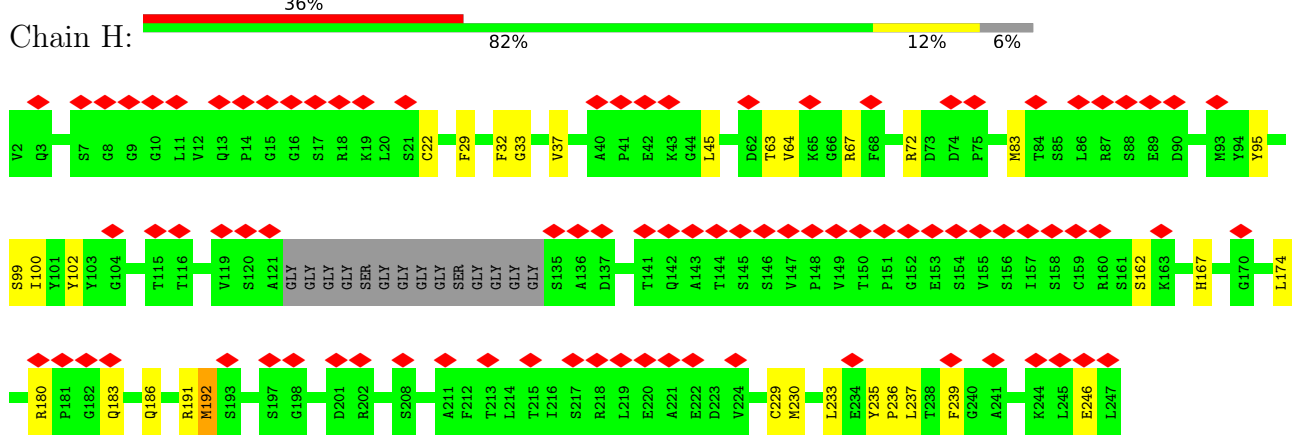 36%
Chain H:
82% 12% 6%
V2 Q3 S7 G8 G9 G10 L11 V12 Q13 P14 G15 G16 S17 R18 K19 L20 S21 C22 F29 F32 G33 V37 A40 P41 E42 K43 G44 L45 D62 T63 V64 K65 G66 R67 F68 R72 D73 D74 P75 M83 T84 S85 L86 R87 S88 E89 D90 M93 Y94 Y95
S99 I100 Y101 Y102 Y103 G104 T115 T116 V119 S120 A121 GLY GLY GLY GLY SER GLY GLY GLY GLY SER GLY GLY GLY GLY S135 A136 D137 T141 Q142 A143 T144 S145 S146 V147 P148 V149 T150 P151 G152 E153 S154 V155 S156 I157 S158 C159 R160 S161 S162 K163 H167 G170 L174
R180 P181 G182 Q183 Q186 R191 M192 S193 S197 G198 D201 R202 S208 A211 F212 T213 L214 T215 I216 S217 R218 L219 E220 A221 E222 D223 V224 C229 M230 L233 E234 Y235 P236 L237 T238 F239 G240 A241 K244 L245 E246 L247